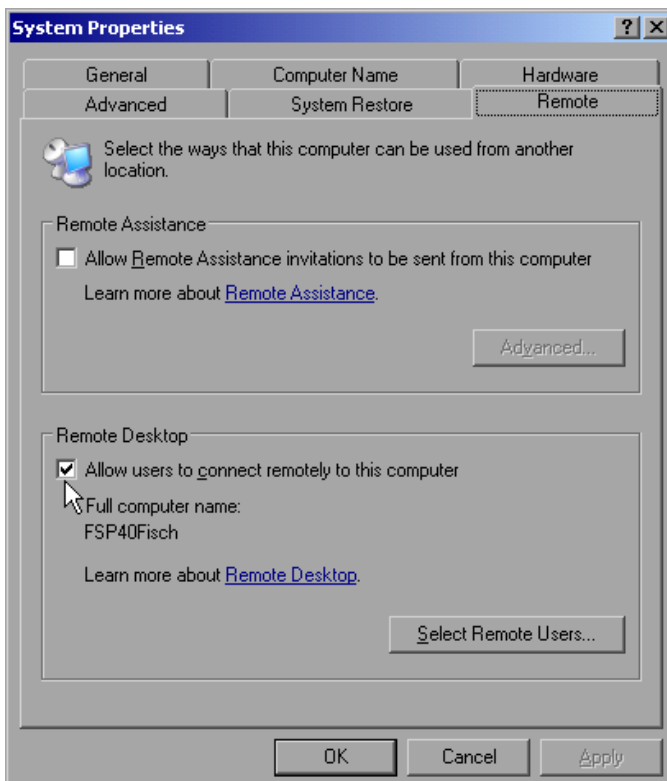 System Properties
General
Computer Name
Hardware
Advanced
System Restore
Remote
Select the ways that this computer can be used from another
location.
Remote Assistance
Allow Remote Assistance invitations to be sent from this computer
Learn more about Remote Assistance.
Advanced...
Remote Desktop
Allow users to connect remotely to this computer
Full computer name:
FSP40Fisch
Learn more about Remote Desktop.
Select Remote Users...
OK
Cancel
Apply